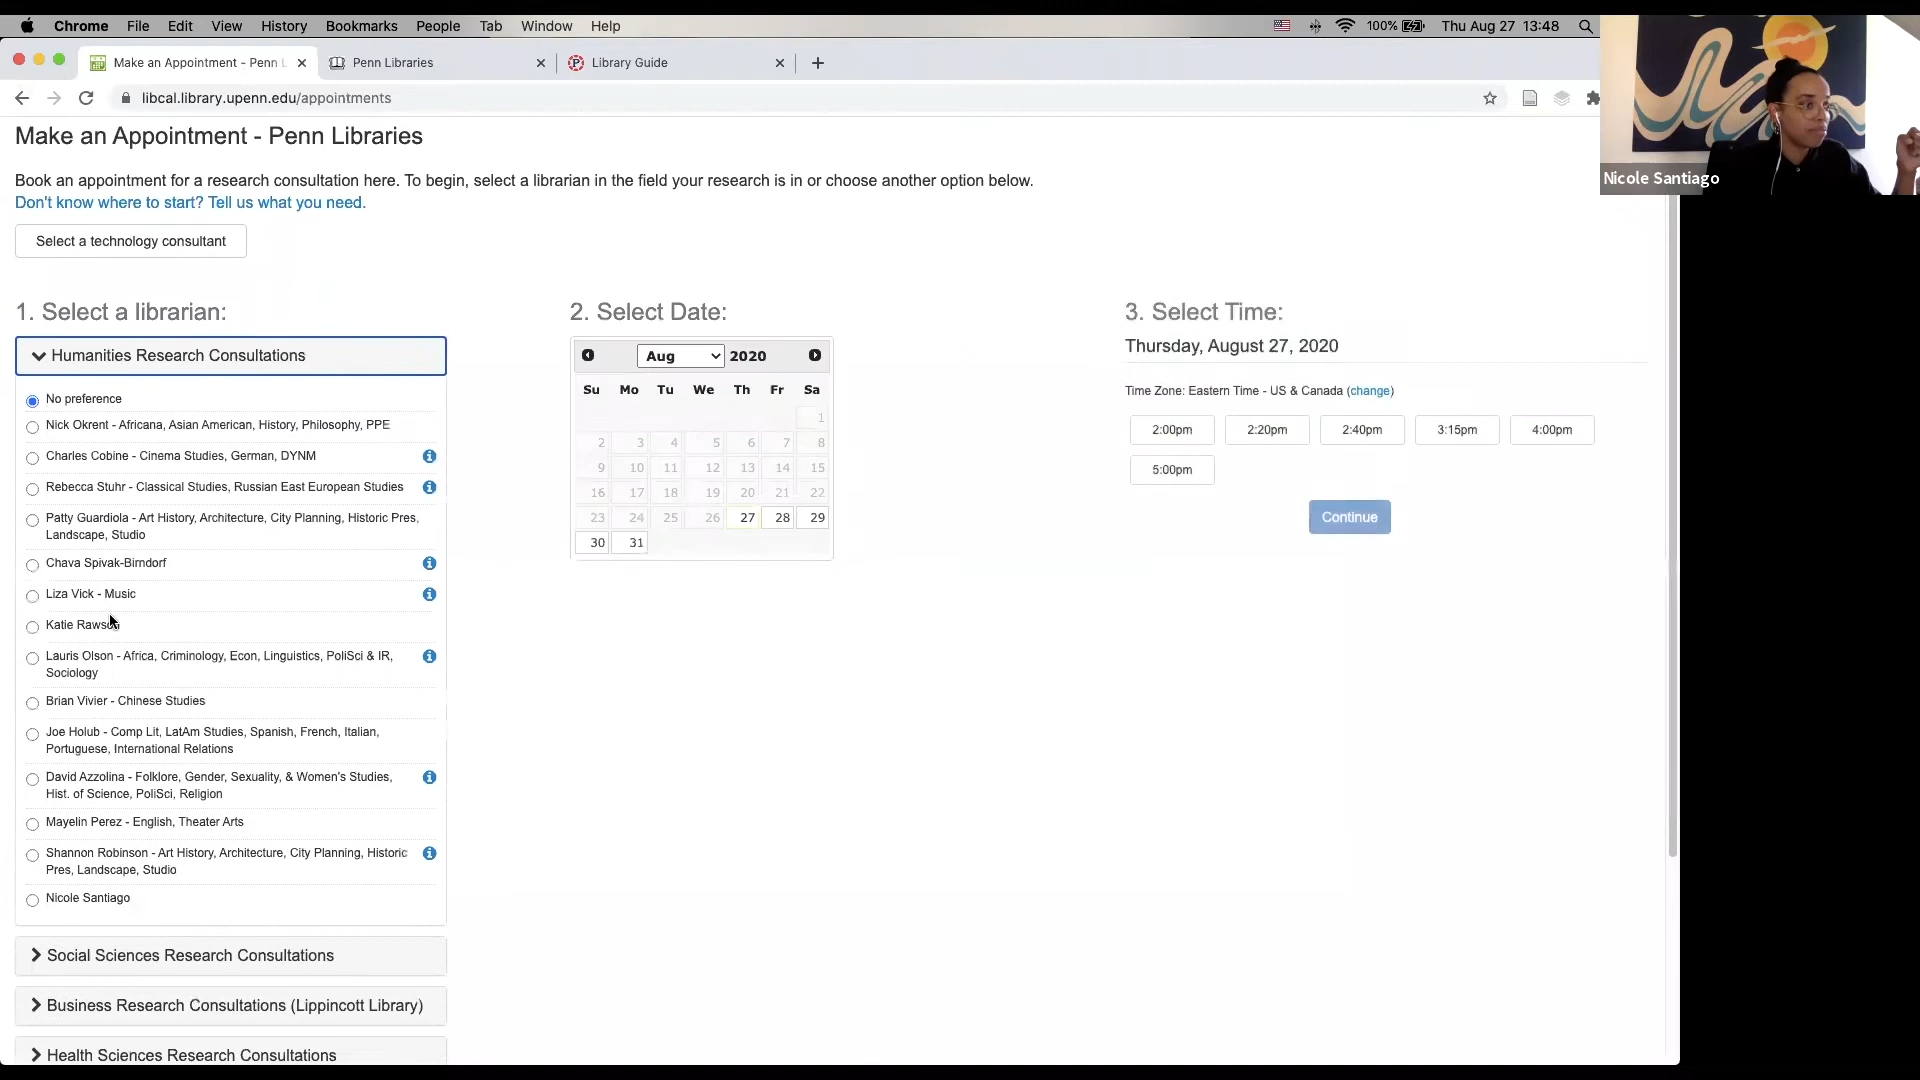 Chrome File Edit View History Bookmarks People Tab Window Help 100% Thu Aug 27 13:48
Make an Appointment - Penn L Penn Libraries Library Guide
libcal.library.upenn.edu/appointments
Nicole Santiago
Make an Appointment - Penn Libraries
Book an appointment for a research consultation here. To begin, select a librarian in the field your research is in or choose another option below.
Don't know where to start? Tell us what you need.
Select a technology consultant
1. Select a librarian:
Humanities Research Consultations
No preference
Nick Okrent - Africana, Asian American, History, Philosophy, PPE
Charles Cobine - Cinema Studies, German, DYNM
Rebecca Stuhr - Classical Studies, Russian East European Studies
Patty Guardiola - Art History, Architecture, City Planning, Historic Pres,
Landscape, Studio
Chava Spivak-Birndorf
Liza Vick - Music
Katie Rawson
Lauris Olson - Africa, Criminology, Econ, Linguistics, PoliSci & IR,
Sociology
Brian Vivier - Chinese Studies
Joe Holub - Comp Lit, LatAm Studies, Spanish, French, Italian,
Portuguese, International Relations
David Azzolina - Folklore, Gender, Sexuality, & Women's Studies,
Hist. of Science, PoliSci, Religion
Mayelin Perez - English, Theater Arts
Shannon Robinson - Art History, Architecture, City Planning, Historic
Pres, Landscape, Studio
Nicole Santiago
Social Sciences Research Consultations
Business Research Consultations (Lippincott Library)
Health Sciences Research Consultations
2. Select Date:
Aug 2020
Su Mo Tu We Th Fr Sa
1
2 3 4 5 6 7 8
9 10 11 12 13 14 15
16 17 18 19 20 21 22
23 24 25 26 27 28 29
30 31
3. Select Time:
Thursday, August 27, 2020
Time Zone: Eastern Time - US & Canada (change)
2:00pm 2:20pm 2:40pm 3:15pm 4:00pm
5:00pm
Continue